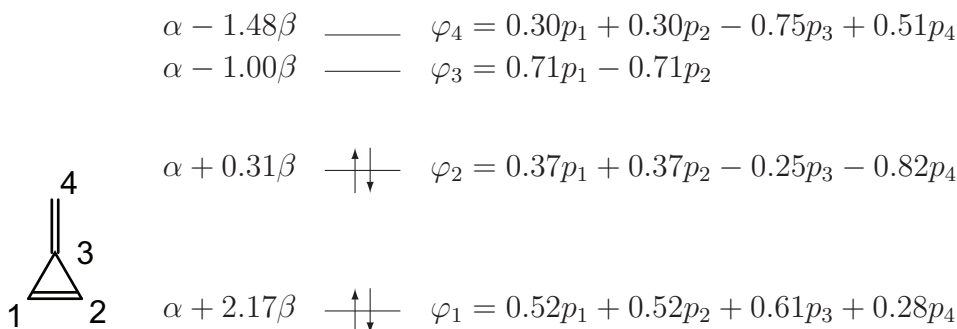 α − 1.48β φ₄ = 0.30p₁ + 0.30p₂ − 0.75p₃ + 0.51p₄
α − 1.00β φ₃ = 0.71p₁ − 0.71p₂
α + 0.31β φ₂ = 0.37p₁ + 0.37p₂ − 0.25p₃ − 0.82p₄
4
3
1 2
α + 2.17β φ₁ = 0.52p₁ + 0.52p₂ + 0.61p₃ + 0.28p₄